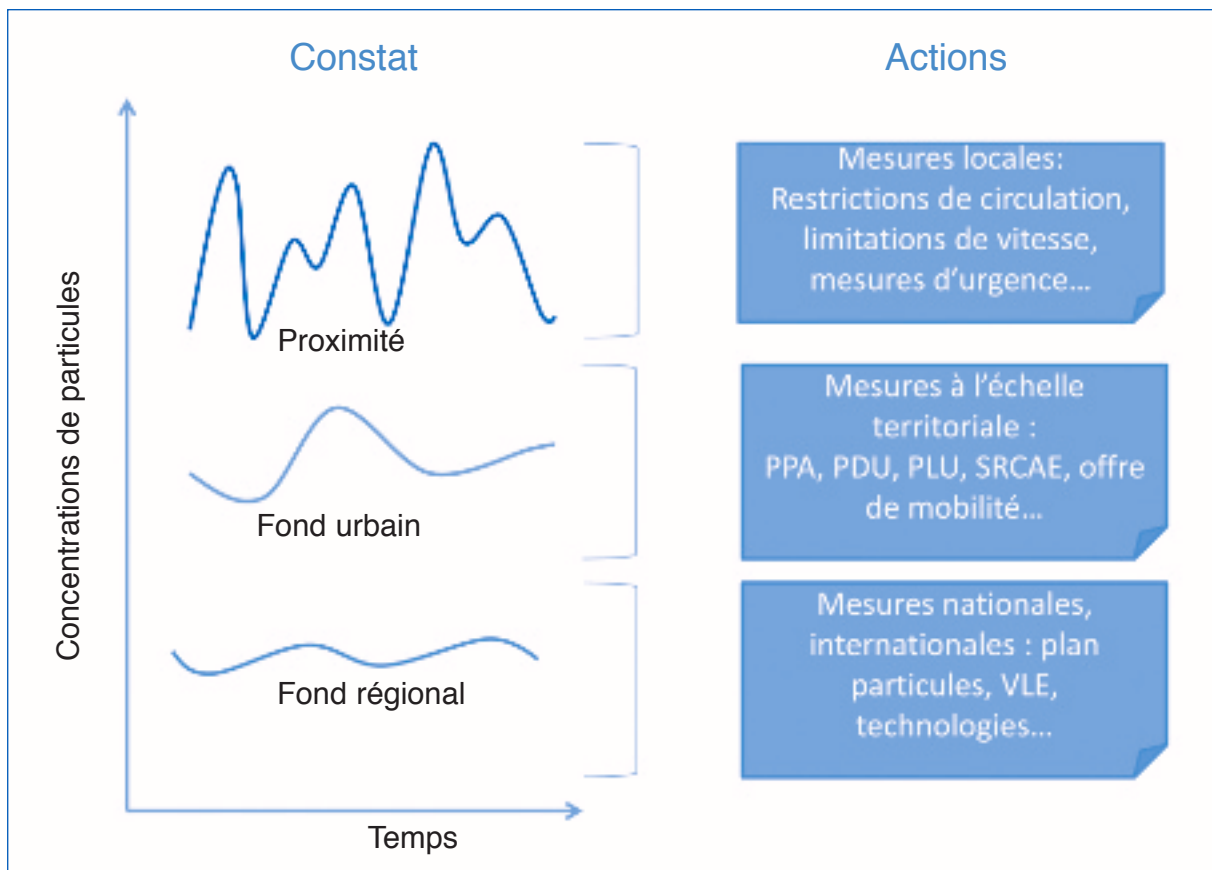 Constat
Actions
Concentrations de particules
Proximité
Mesures locales:
Restrictions de circulation,
limitations de vitesse,
mesures d'urgence...
Fond urbain
Mesures à l'échelle
territoriale :
PPA, PDU, PLU, SRCAE, offre
de mobilité...
Fond régional
Mesures nationales,
internationales : plan
particules, VLE,
technologies...
Temps